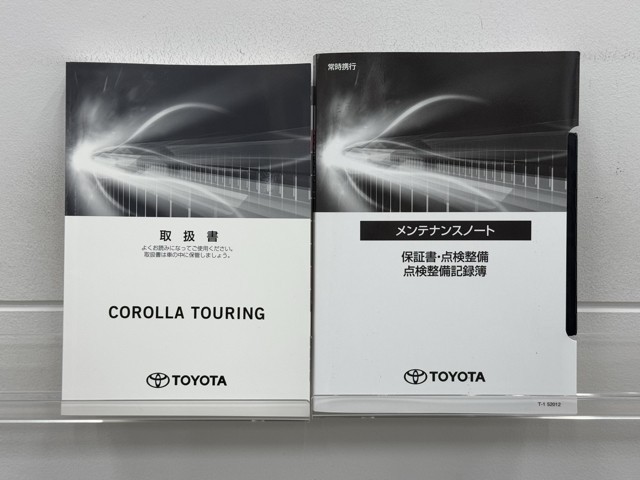 取扱書
よくお読みになってご使用ください。
取扱書は車の中に保管しましょう。
COROLLA TOURING
TOYOTA
常時携行
メンテナンスノート
保証書・点検整備
点検整備記録簿
TOYOTA
T-1 52012